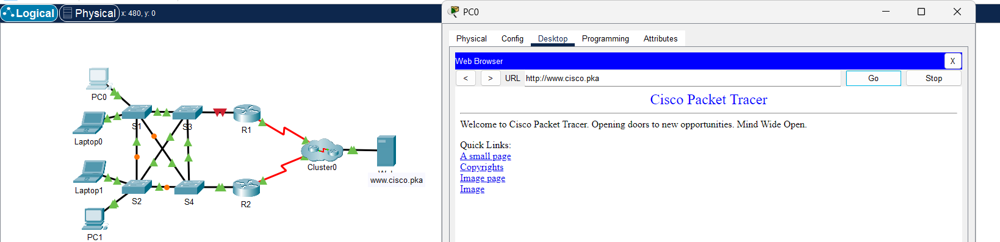 Logical
Physical
x: 480, y: 0
PC0
Laptop0
S1
S3
R1
Cluster0
www.cisco.pka
Laptop1
S2
S4
R2
PC1
PC0
Physical
Config
Desktop
Programming
Attributes
Web Browser
X
<
>
URL
http://www.cisco.pka
Go
Stop
Cisco Packet Tracer
Welcome to Cisco Packet Tracer. Opening doors to new opportunities. Mind Wide Open.
Quick Links:
A small page
Copyrights
Image page
Image